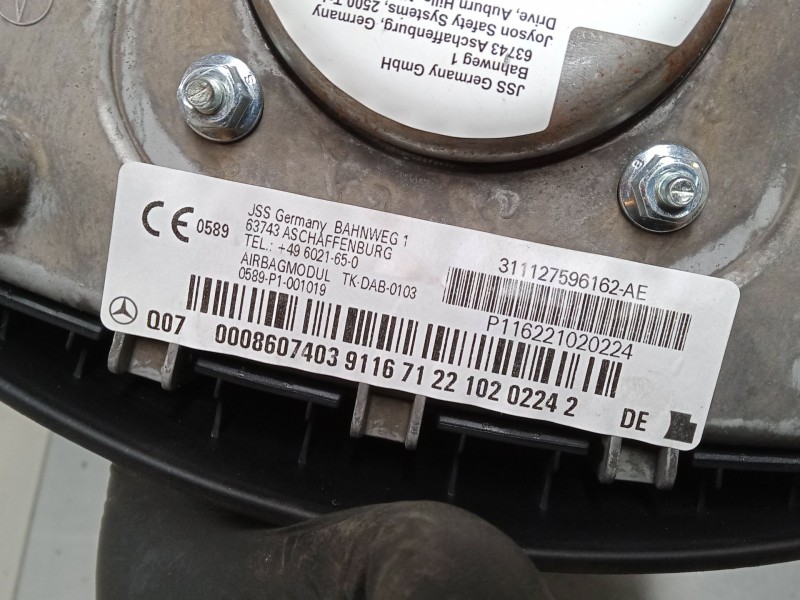 JSS Germany GmbH
Bahnweg 1
63743 Aschaffenburg, Germany
Joyson Safety Systems, 2500
Drive, Auburn Hills,
CE 0589
JSS Germany BAHNWEG 1
63743 ASCHAFFENBURG
TEL.: +49 6021-65-0
AIRBAGMODUL TK-DAB-0103
0589-P1-001019
311127596162-AE
P116221020224
Q07 0008607403 9116 71 22 102 0224 2 DE